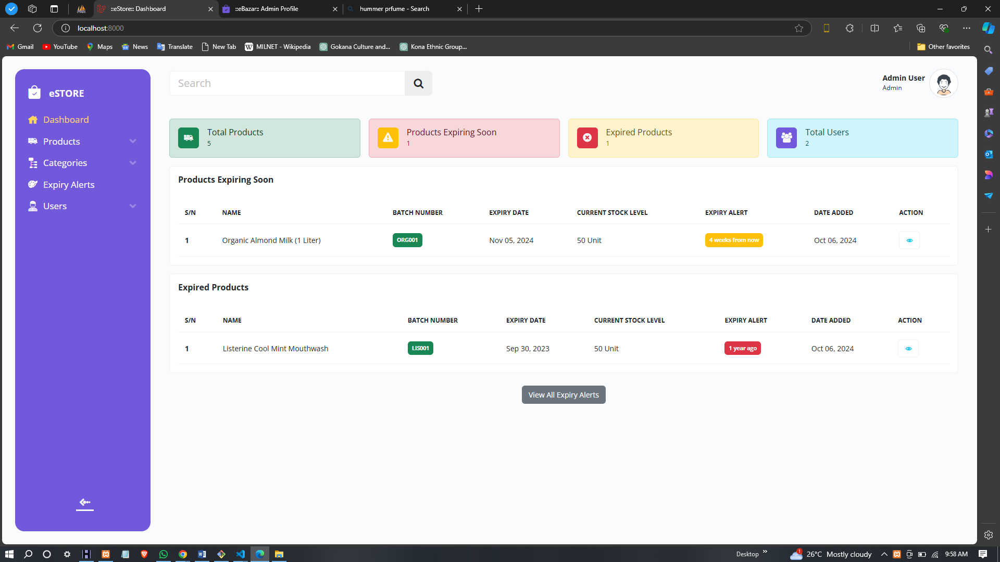 ::eStore:: Dashboard
::eBazar:: Admin Profile
hummer prfume - Search
localhost:8000
Gmail
YouTube
Maps
News
Translate
New Tab
MILNET - Wikipedia
Gokana Culture and...
Kona Ethnic Group...
Other favorites
eSTORE
Dashboard
Products
Categories
Expiry Alerts
Users
Search
Admin User
Admin
Total Products
5
Products Expiring Soon
1
Expired Products
1
Total Users
2
Products Expiring Soon
S/N NAME BATCH NUMBER EXPIRY DATE CURRENT STOCK LEVEL EXPIRY ALERT DATE ADDED ACTION
1 Organic Almond Milk (1 Liter) ORG001 Nov 05, 2024 50 Unit 4 weeks from now Oct 06, 2024
Expired Products
S/N NAME BATCH NUMBER EXPIRY DATE CURRENT STOCK LEVEL EXPIRY ALERT DATE ADDED ACTION
1 Listerine Cool Mint Mouthwash LIS001 Sep 30, 2023 50 Unit 1 year ago Oct 06, 2024
View All Expiry Alerts
Desktop
1
26°C Mostly cloudy
9:58 AM